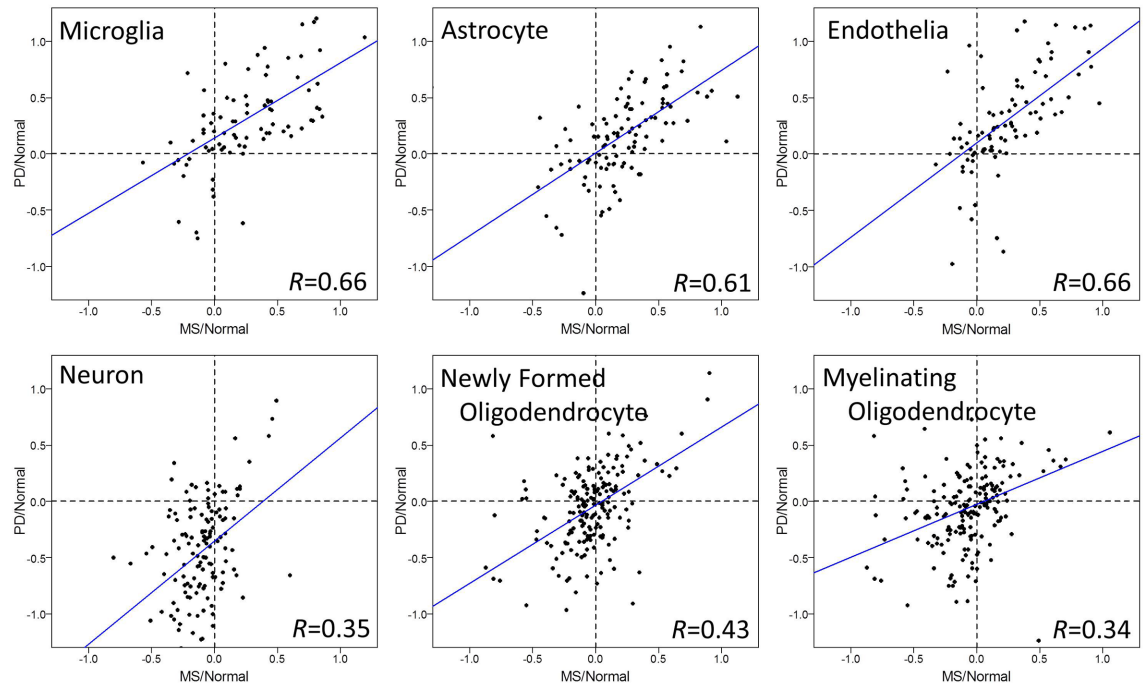 Microglia
PD/Normal
1.0
0.5
0.0
-0.5
-1.0
R=0.66
-1.0 -0.5 0.0 0.5 1.0
MS/Normal
Astrocyte
PD/Normal
1.0
0.5
0.0
-0.5
-1.0
R=0.61
-1.0 -0.5 0.0 0.5 1.0
MS/Normal
Endothelia
PD/Normal
1.0
0.5
0.0
-0.5
-1.0
R=0.66
-1.0 -0.5 0.0 0.5 1.0
MS/Normal
Neuron
PD/Normal
1.0
0.5
0.0
-0.5
-1.0
R=0.35
-1.0 -0.5 0.0 0.5 1.0
MS/Normal
Newly Formed
Oligodendrocyte
PD/Normal
1.0
0.5
0.0
-0.5
-1.0
R=0.43
-1.0 -0.5 0.0 0.5 1.0
MS/Normal
Myelinating
Oligodendrocyte
PD/Normal
1.0
0.5
0.0
-0.5
-1.0
R=0.34
-1.0 -0.5 0.0 0.5 1.0
MS/Normal